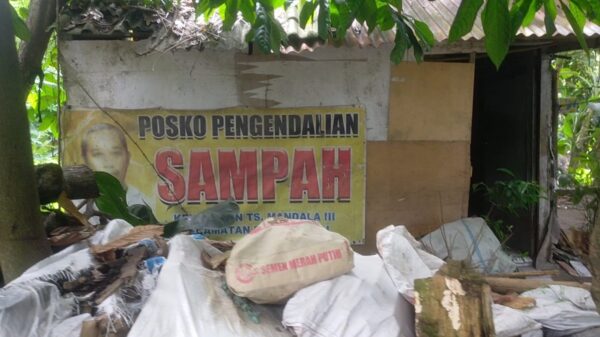 POSKO PENGENDALIAN
SAMPAH
TS. MANDALA III
SEMEN MERAH PUTIH